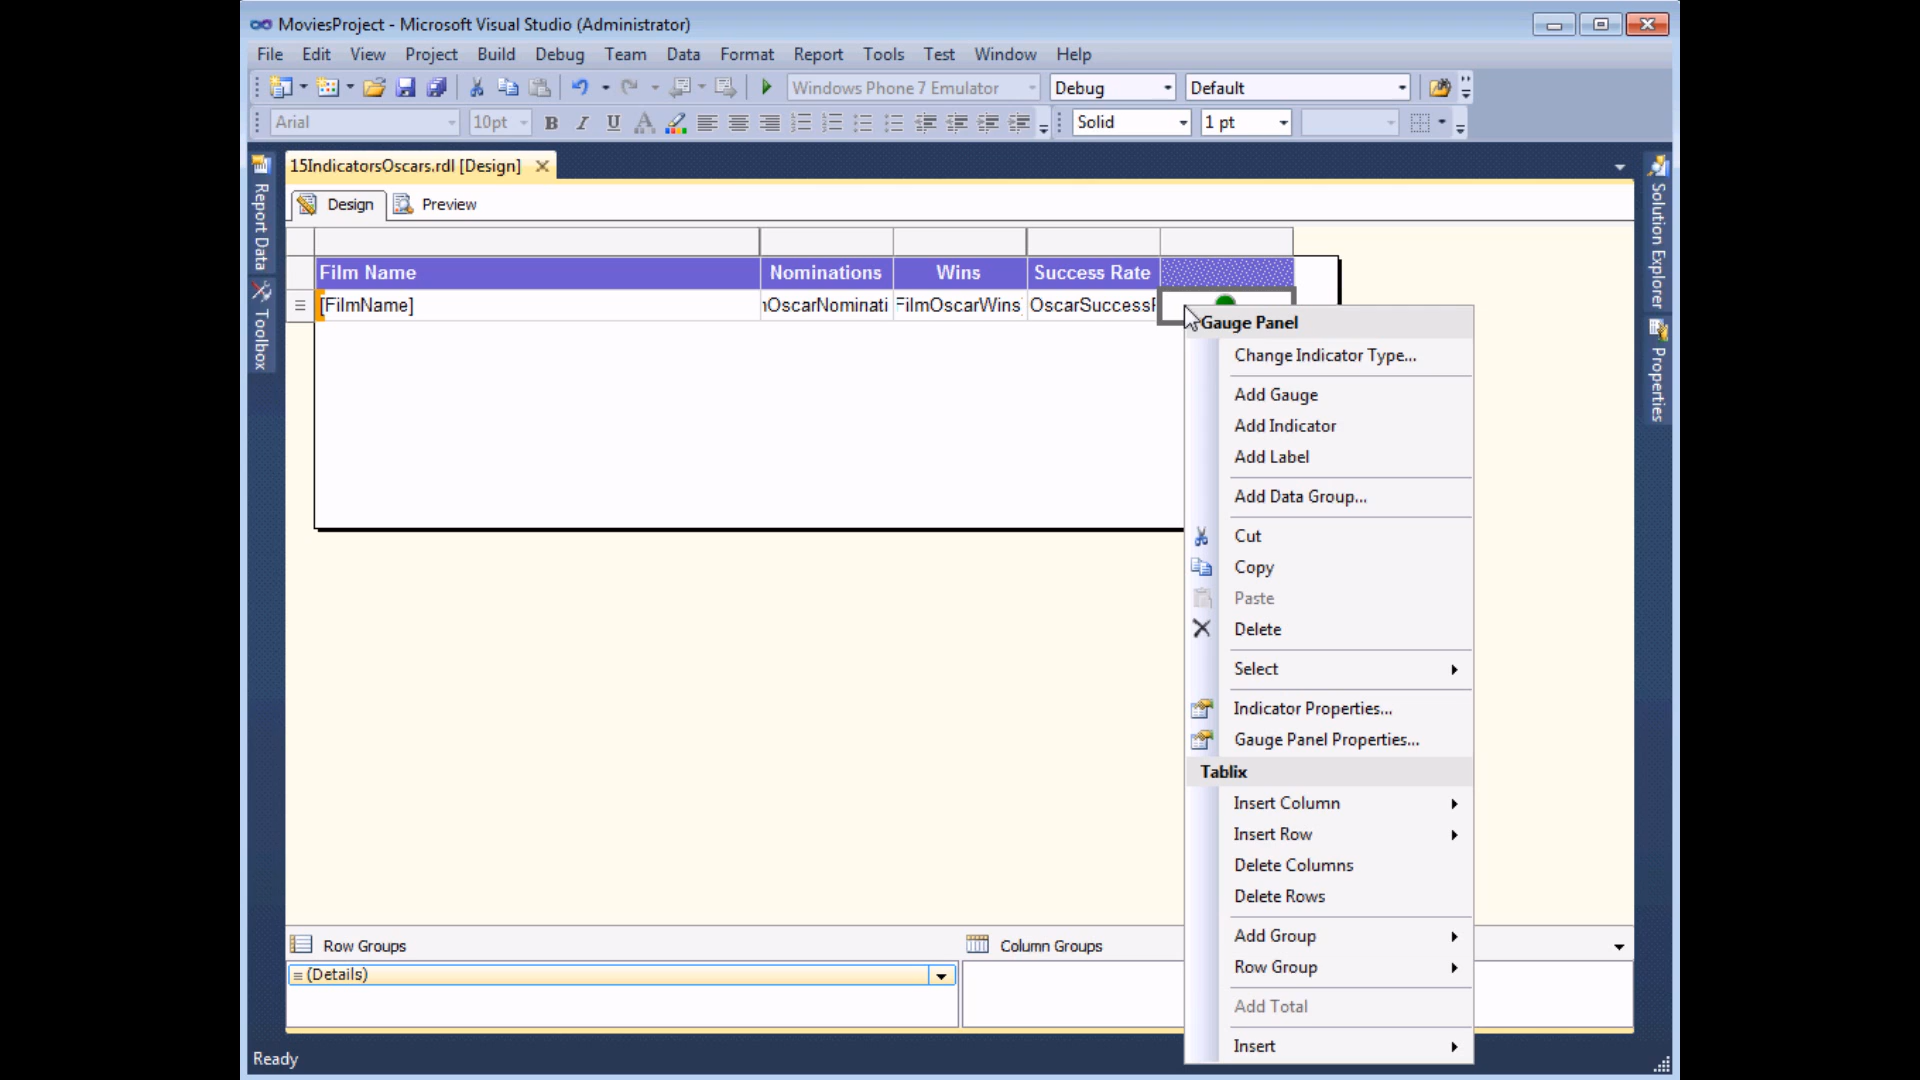 MoviesProject - Microsoft Visual Studio (Administrator)
File Edit View Project Build Debug Team Data Format Report Tools Test Window Help
Windows Phone 7 Emulator Debug Default
Arial 10pt B I U A Solid 1 pt
15IndicatorsOscars.rdl [Design]
Design Preview
Report Data
Toolbox
Solution Explorer
Properties
Film Name Nominations Wins Success Rate
[FilmName] OscarNominati FilmOscarWins OscarSuccess
Gauge Panel
Change Indicator Type...
Add Gauge
Add Indicator
Add Label
Add Data Group...
Cut
Copy
Paste
Delete
Select
Indicator Properties...
Gauge Panel Properties...
Tablix
Insert Column
Insert Row
Delete Columns
Delete Rows
Add Group
Row Group
Add Total
Insert
Row Groups
Column Groups
(Details)
Ready